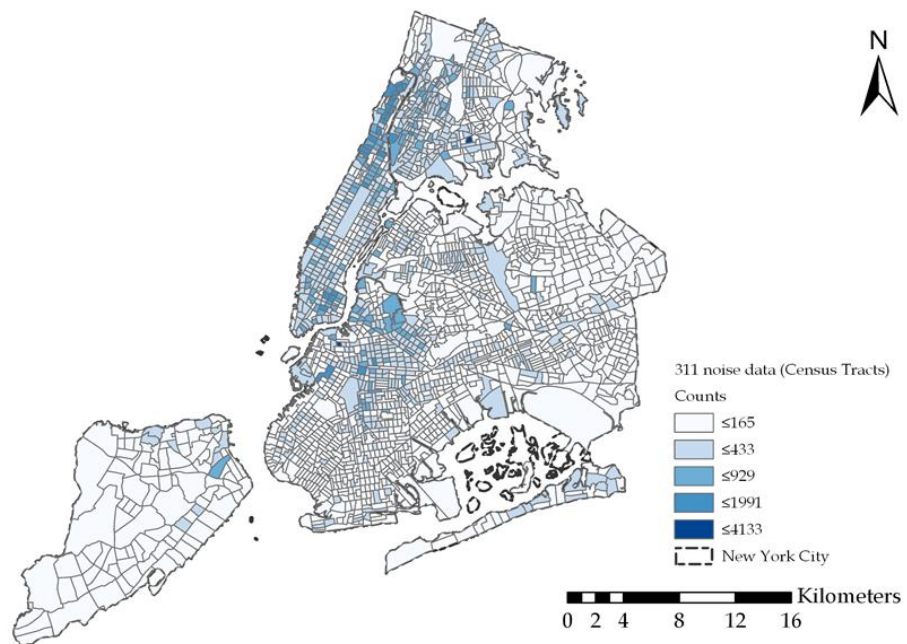 N
311 noise data (Census Tracts)
Counts
≤165
≤433
≤929
≤1991
≤4133
New York City
Kilometers
0 2 4 8 12 16